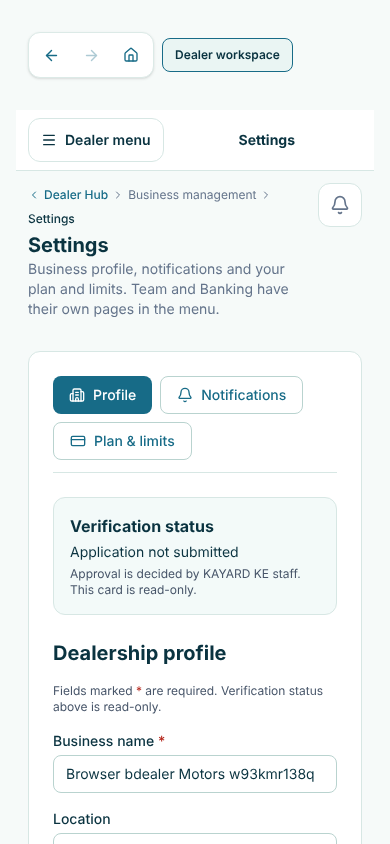 Dealer workspace
Dealer menu
Settings
Dealer Hub
Business management
Settings
Settings
Business profile, notifications and your
plan and limits. Team and Banking have
their own pages in the menu.
Profile
Notifications
Plan & limits
Verification status
Application not submitted
Approval is decided by KAYARD KE staff.
This card is read-only.
Dealership profile
Fields marked * are required. Verification status
above is read-only.
Business name *
Browser bdealer Motors w93kmr138q
Location